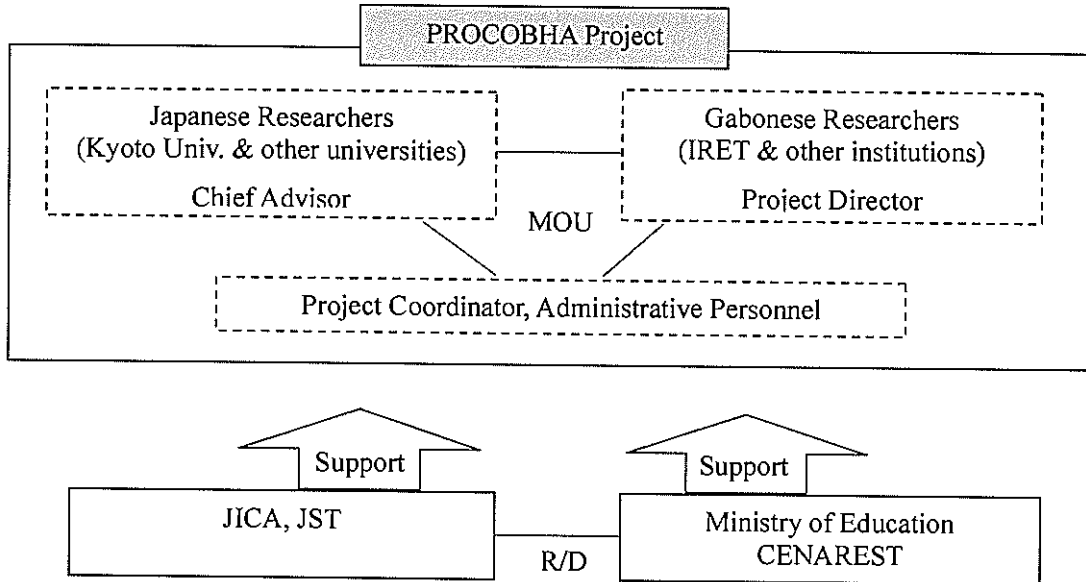 PROCOBHA Project
Japanese Researchers
(Kyoto Univ. & other universities)
Chief Advisor
Gabonese Researchers
(IRET & other institutions)
Project Director
MOU
Project Coordinator, Administrative Personnel
Support
Support
JICA, JST
R/D
Ministry of Education
CENAREST